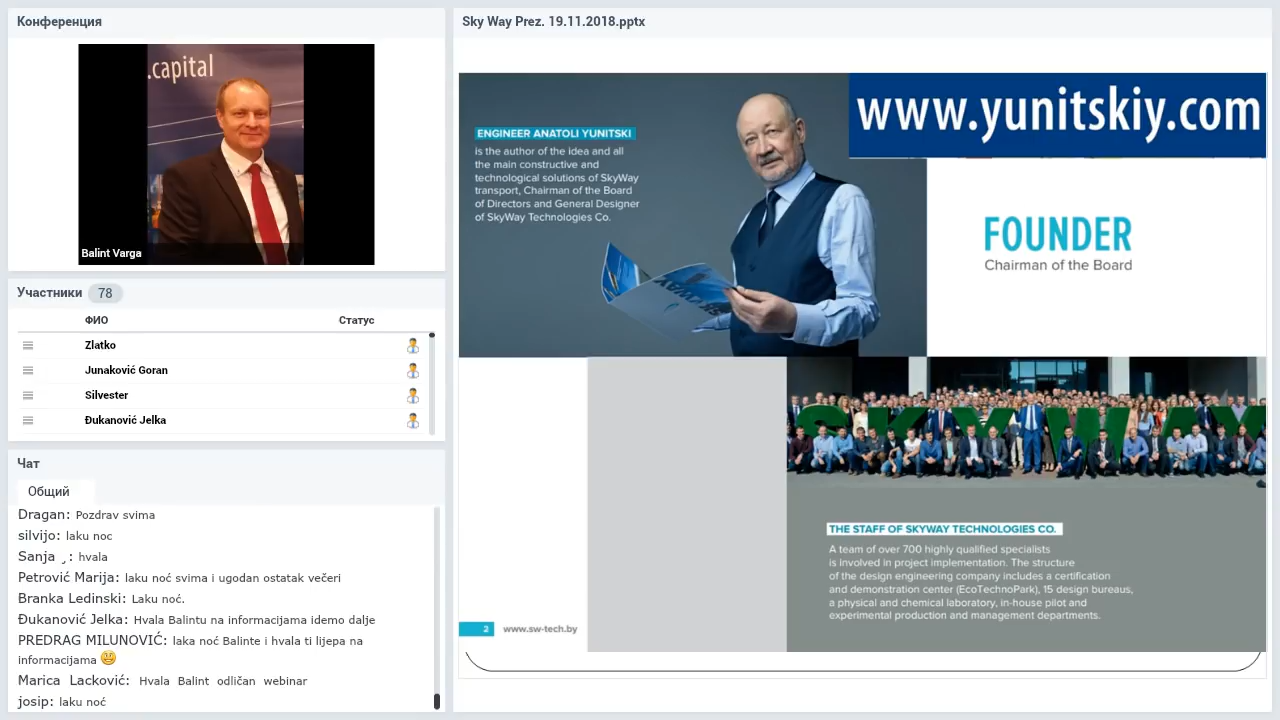 Конференция
.capital
Balint Varga
Участники 78
ФИО Статус
Zlatko
Junaković Goran
Silvester
Đukanović Jelka
Чат
Общий
Dragan: Pozdrav svima
silvijo: laku noc
Sanja ر: hvala
Petrović Marija: laku noć svima i ugodan ostatak večeri
Branka Ledinski: Laku noć.
Đukanović Jelka: Hvala Balintu na informacijama idemo dalje
PREDRAG MILUNOVIĆ: laka noć Balinte i hvala ti lijepa na
informacijama
Marica Lacković: Hvala Balint odličan webinar
josip: laku noć
Sky Way Prez. 19.11.2018.pptx
www.yunitskiy.com
ENGINEER ANATOLI YUNITSKI
is the author of the idea and all
the main constructive and
technological solutions of SkyWay
transport, Chairman of the Board
of Directors and General Designer
of SkyWay Technologies Co.
SKYWAY
FOUNDER
Chairman of the Board
SKYWAY
THE STAFF OF SKYWAY TECHNOLOGIES CO.
A team of over 700 highly qualified specialists
is involved in project implementation. The structure
of the design engineering company includes a certification
and demonstration center (EcoTechnoPark), 15 design bureaus,
a physical and chemical laboratory, in-house pilot and
experimental production and management departments.
2 www.sw-tech.by